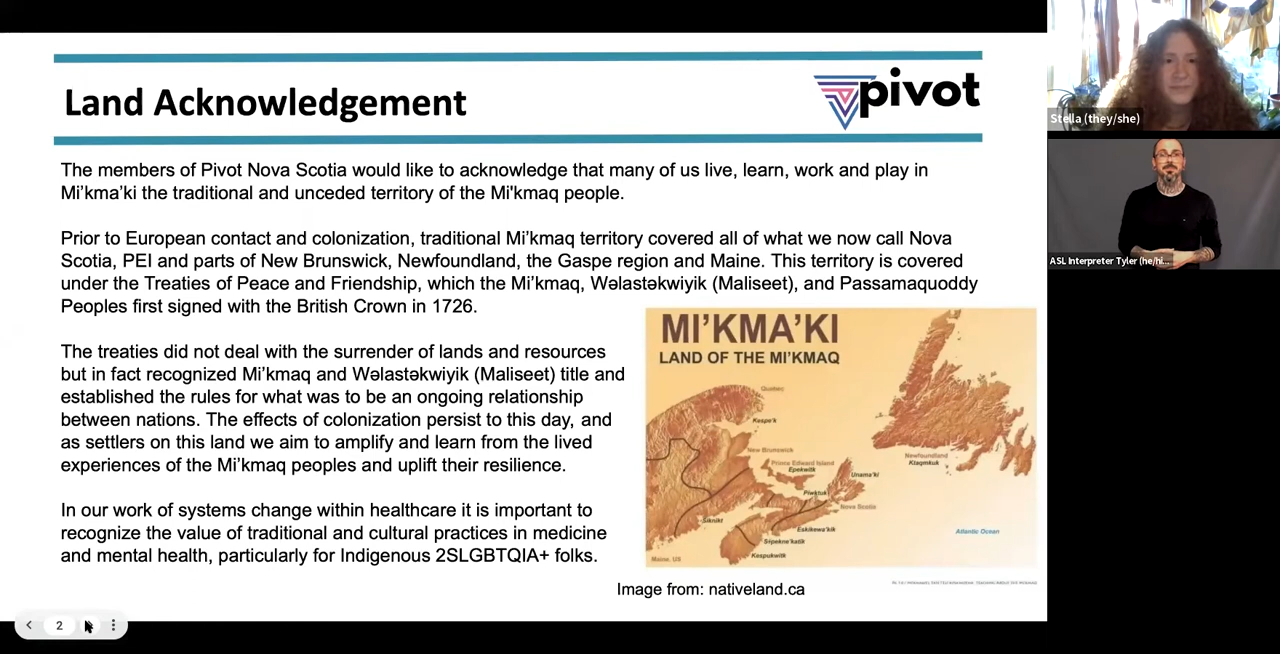 Land Acknowledgement
pivot
The members of Pivot Nova Scotia would like to acknowledge that many of us live, learn, work and play in
Mi’kma’ki the traditional and unceded territory of the Mi'kmaq people.
Prior to European contact and colonization, traditional Mi’kmaq territory covered all of what we now call Nova
Scotia, PEI and parts of New Brunswick, Newfoundland, the Gaspe region and Maine. This territory is covered
under the Treaties of Peace and Friendship, which the Mi’kmaq, Wəlastəkwiyik (Maliseet), and Passamaquoddy
Peoples first signed with the British Crown in 1726.
The treaties did not deal with the surrender of lands and resources
but in fact recognized Mi’kmaq and Wəlastəkwiyik (Maliseet) title and
established the rules for what was to be an ongoing relationship
between nations. The effects of colonization persist to this day, and
as settlers on this land we aim to amplify and learn from the lived
experiences of the Mi’kmaq peoples and uplift their resilience.
In our work of systems change within healthcare it is important to
recognize the value of traditional and cultural practices in medicine
and mental health, particularly for Indigenous 2SLGBTQIA+ folks.
MI’KMA’KI
LAND OF THE MI’KMAQ
Quebec
Kespe'k
New Brunswick
Prince Edward Island
Epekwitk
Unama'ki
Newfoundland
Ktaqmkuk
Piwktuk
Nova Scotia
Siknikt
Eskikewa'kik
Sipekne'katik
Kespukwitk
Atlantic Ocean
Maine, US
Image from: nativeland.ca
2
Stella (they/she)
ASL Interpreter Tyler (he/hi...